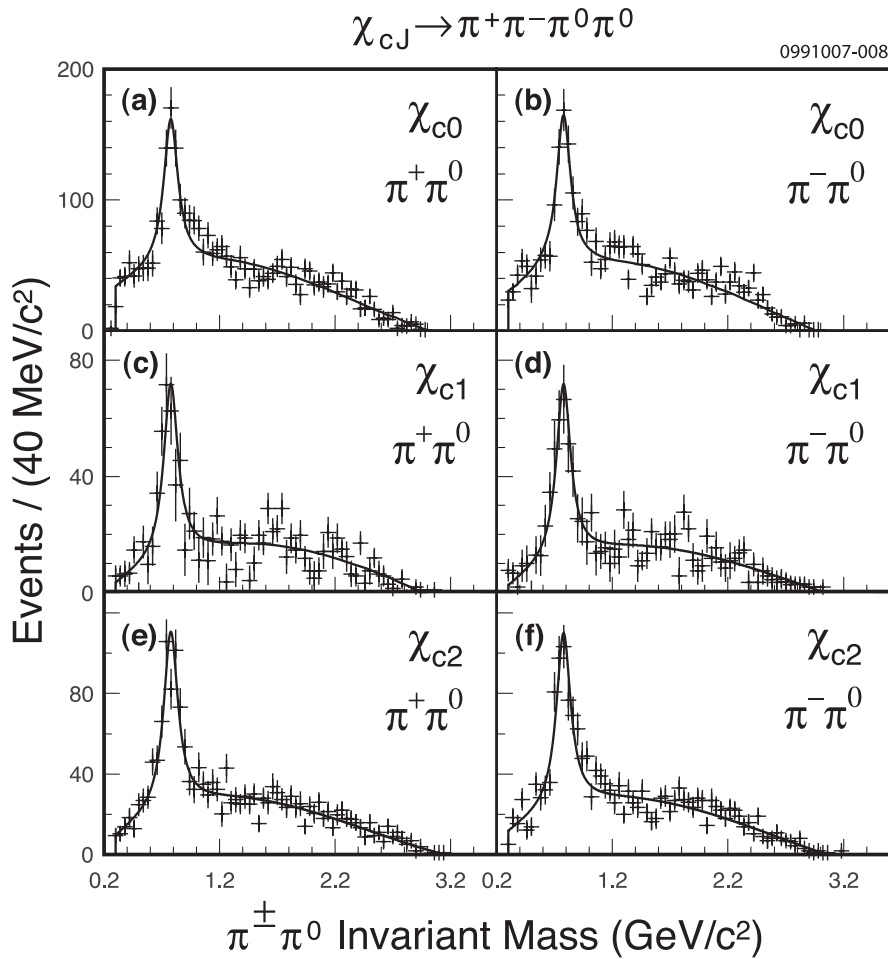 χcJ→π+π−π0π0
0991007-008
200
100
0
(a)
χc0
π+π0
(b)
χc0
π−π0
80
40
0
(c)
χc1
π+π0
(d)
χc1
π−π0
80
40
0
(e)
χc2
π+π0
(f)
χc2
π−π0
0.2 1.2 2.2 3.2 0.2 1.2 2.2 3.2
Events / (40 MeV/c2)
π±π0 Invariant Mass (GeV/c2)